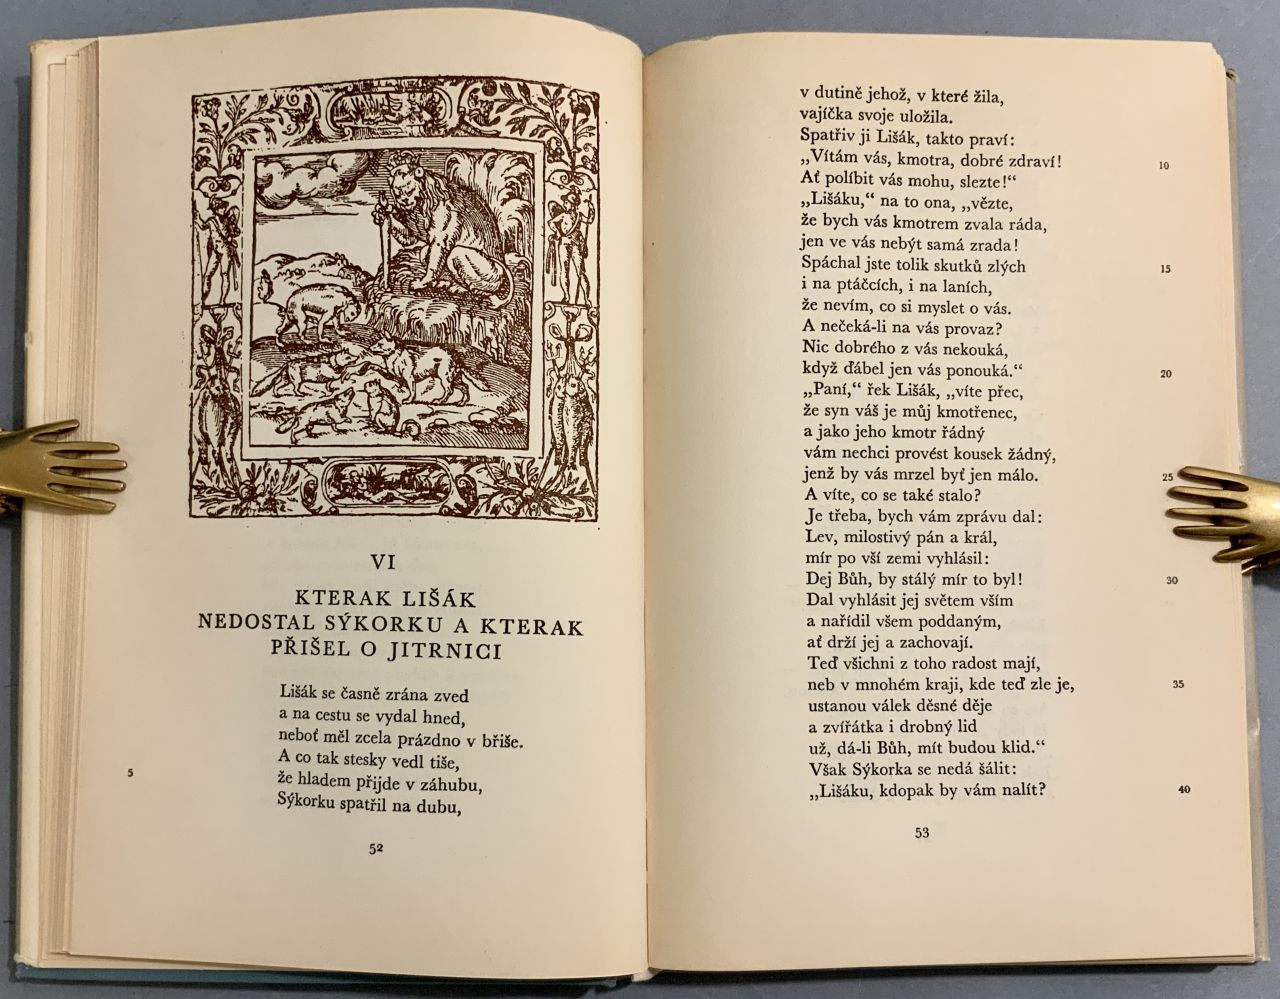 VI
KTERAK LIŠÁK
NEDOSTAL SÝKORKU A KTERAK
PŘIŠEL O JITRNICI
Lišák se časně zrána zved
a na cestu se vydal hned,
neboť měl zcela prázdno v břiše.
A co tak stesky vedl tiše,
5 že hladem přijde v záhubu,
Sýkorku spatřil na dubu,
52
v dutině jehož, v které žila,
vajíčka svoje uložila.
Spatřiv ji Lišák, takto praví:
„Vítám vás, kmotra, dobré zdraví! 10
Ať políbit vás mohu, slezte!“
„Lišáku,“ na to ona, „vězte,
že bych vás kmotrem zvala ráda,
jen ve vás nebýt samá zrada!
Spáchal jste tolik skutků zlých 15
i na ptáčcích, i na laních,
že nevím, co si myslet o vás.
A nečeká-li na vás provaz?
Nic dobrého z vás nekouká,
když ďábel jen vás ponouká.“ 20
„Paní,“ řek Lišák, „víte přec,
že syn váš je můj kmotřenec,
a jako jeho kmotr řádný
vám nechci provést kousek žádný,
jenž by vás mrzel byť jen málo. 25
A víte, co se také stalo?
Je třeba, bych vám zprávu dal:
Lev, milostivý pán a král,
mír po vší zemi vyhlásil:
Dej Bůh, by stálý mír to byl! 30
Dal vyhlásit jej světem vším
a nařídil všem poddaným,
ať drží jej a zachovají.
Teď všichni z toho radost mají,
neb v mnohém kraji, kde teď zle je, 35
ustanou válek děsné děje
a zvířátka i drobný lid
už, dá-li Bůh, mít budou klid.“
Však Sýkorka se nedá šálit:
„Lišáku, kdopak by vám nalít? 40
53